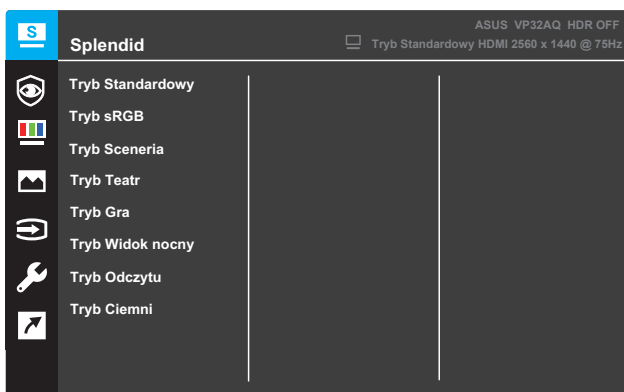 S
ASUS VP32AQ HDR OFF
Splendid
Tryb Standardowy HDMI 2560 x 1440 @ 75Hz
Tryb Standardowy
Tryb sRGB
Tryb Sceneria
Tryb Teatr
Tryb Gra
Tryb Widok nocny
Tryb Odczytu
Tryb Ciemni